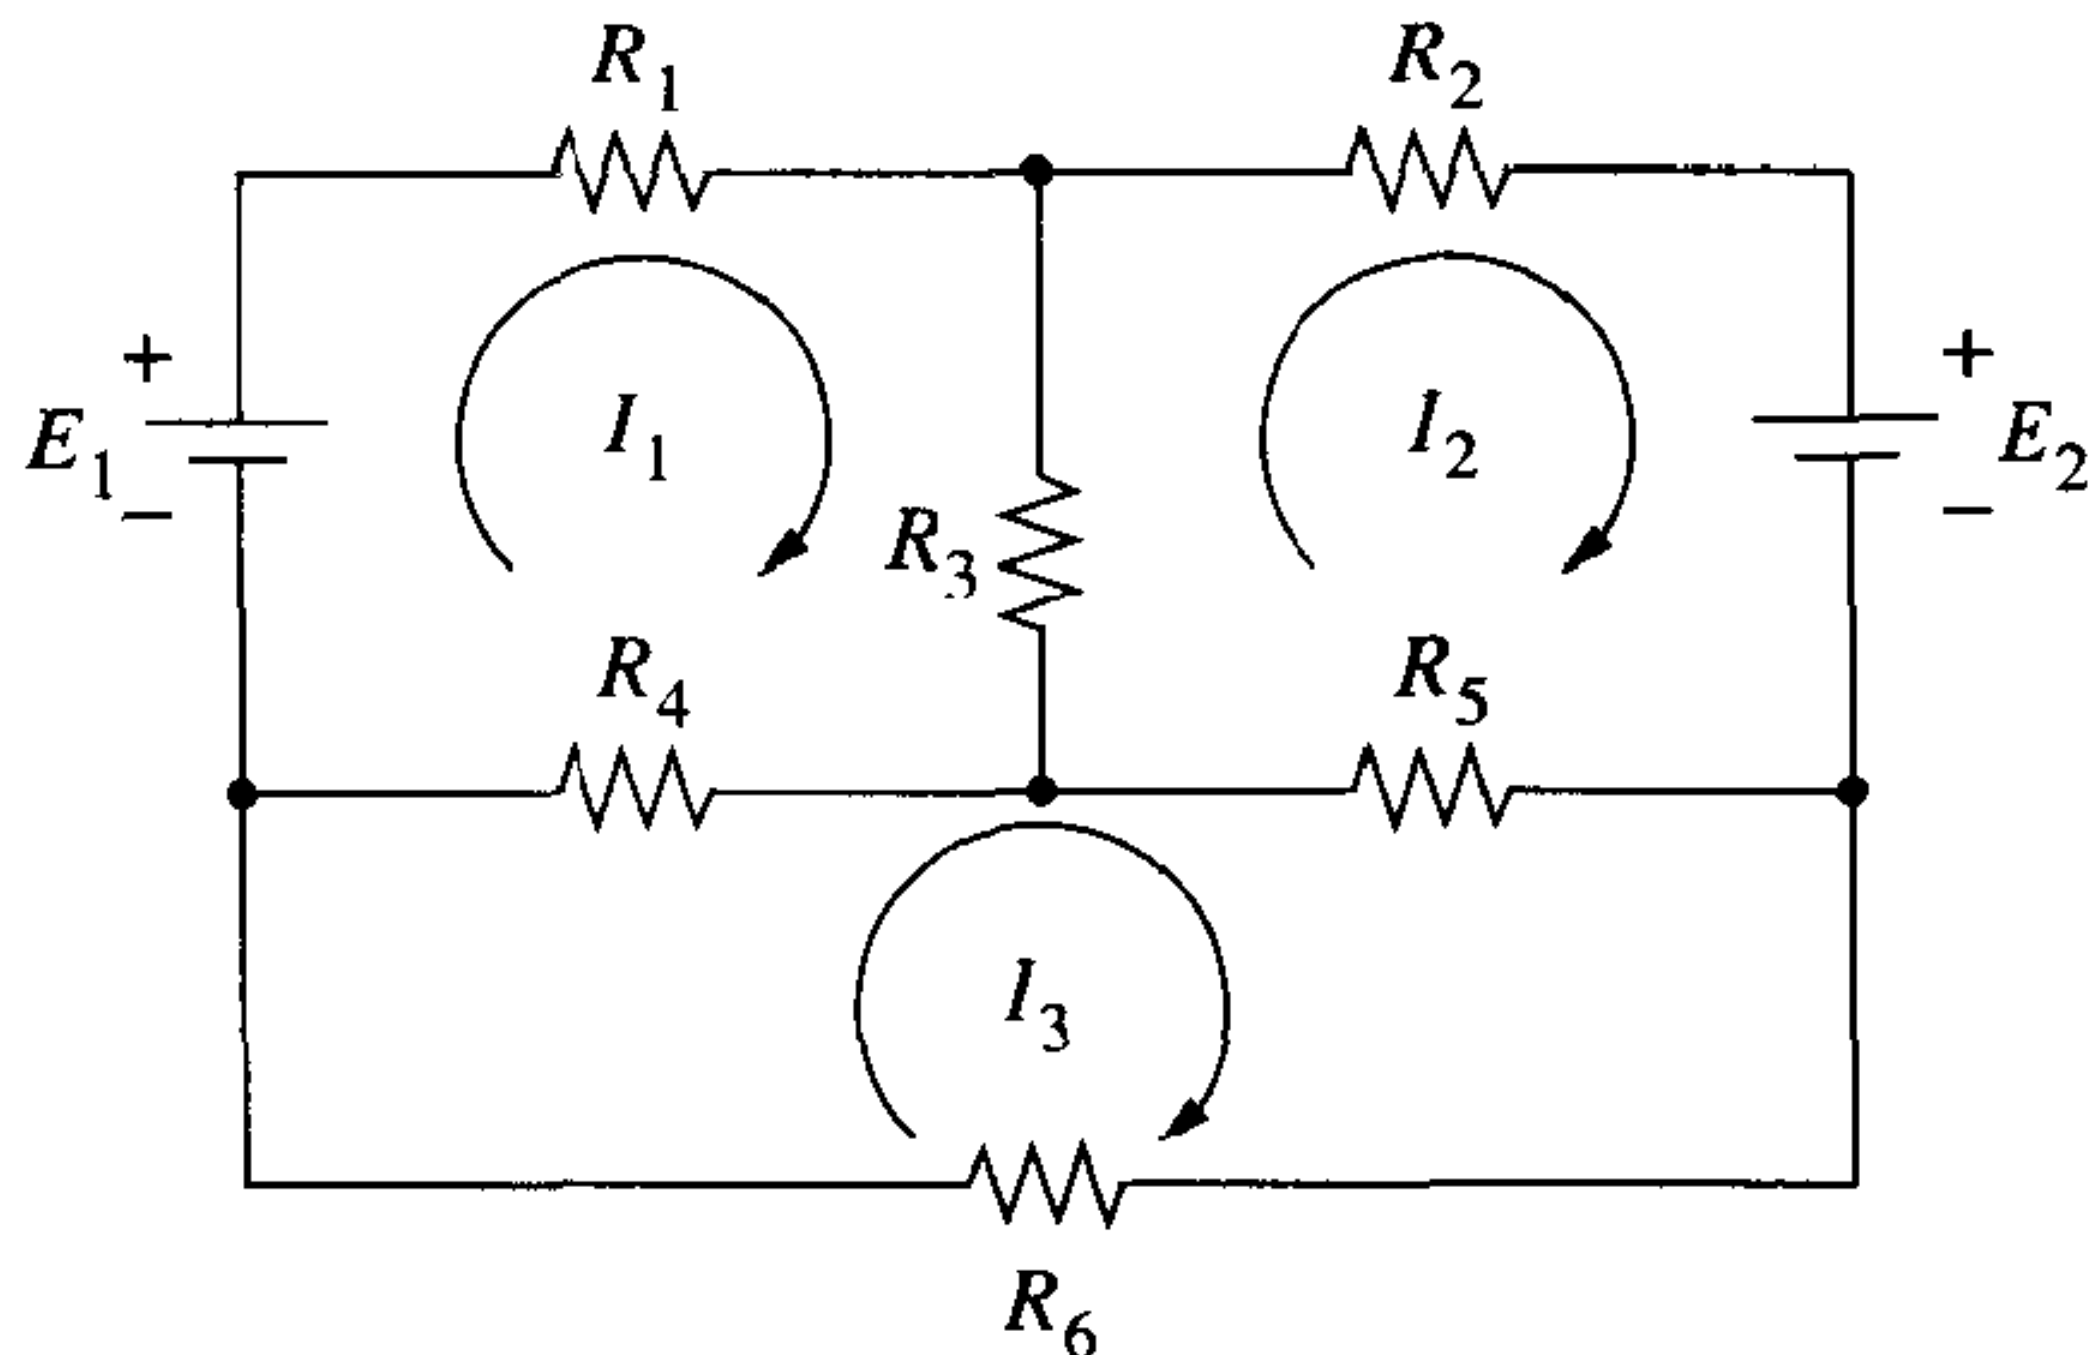 R1 R2
+ +
E1 I1 I2 E2
− −
R3
R4 R5
I3
R6